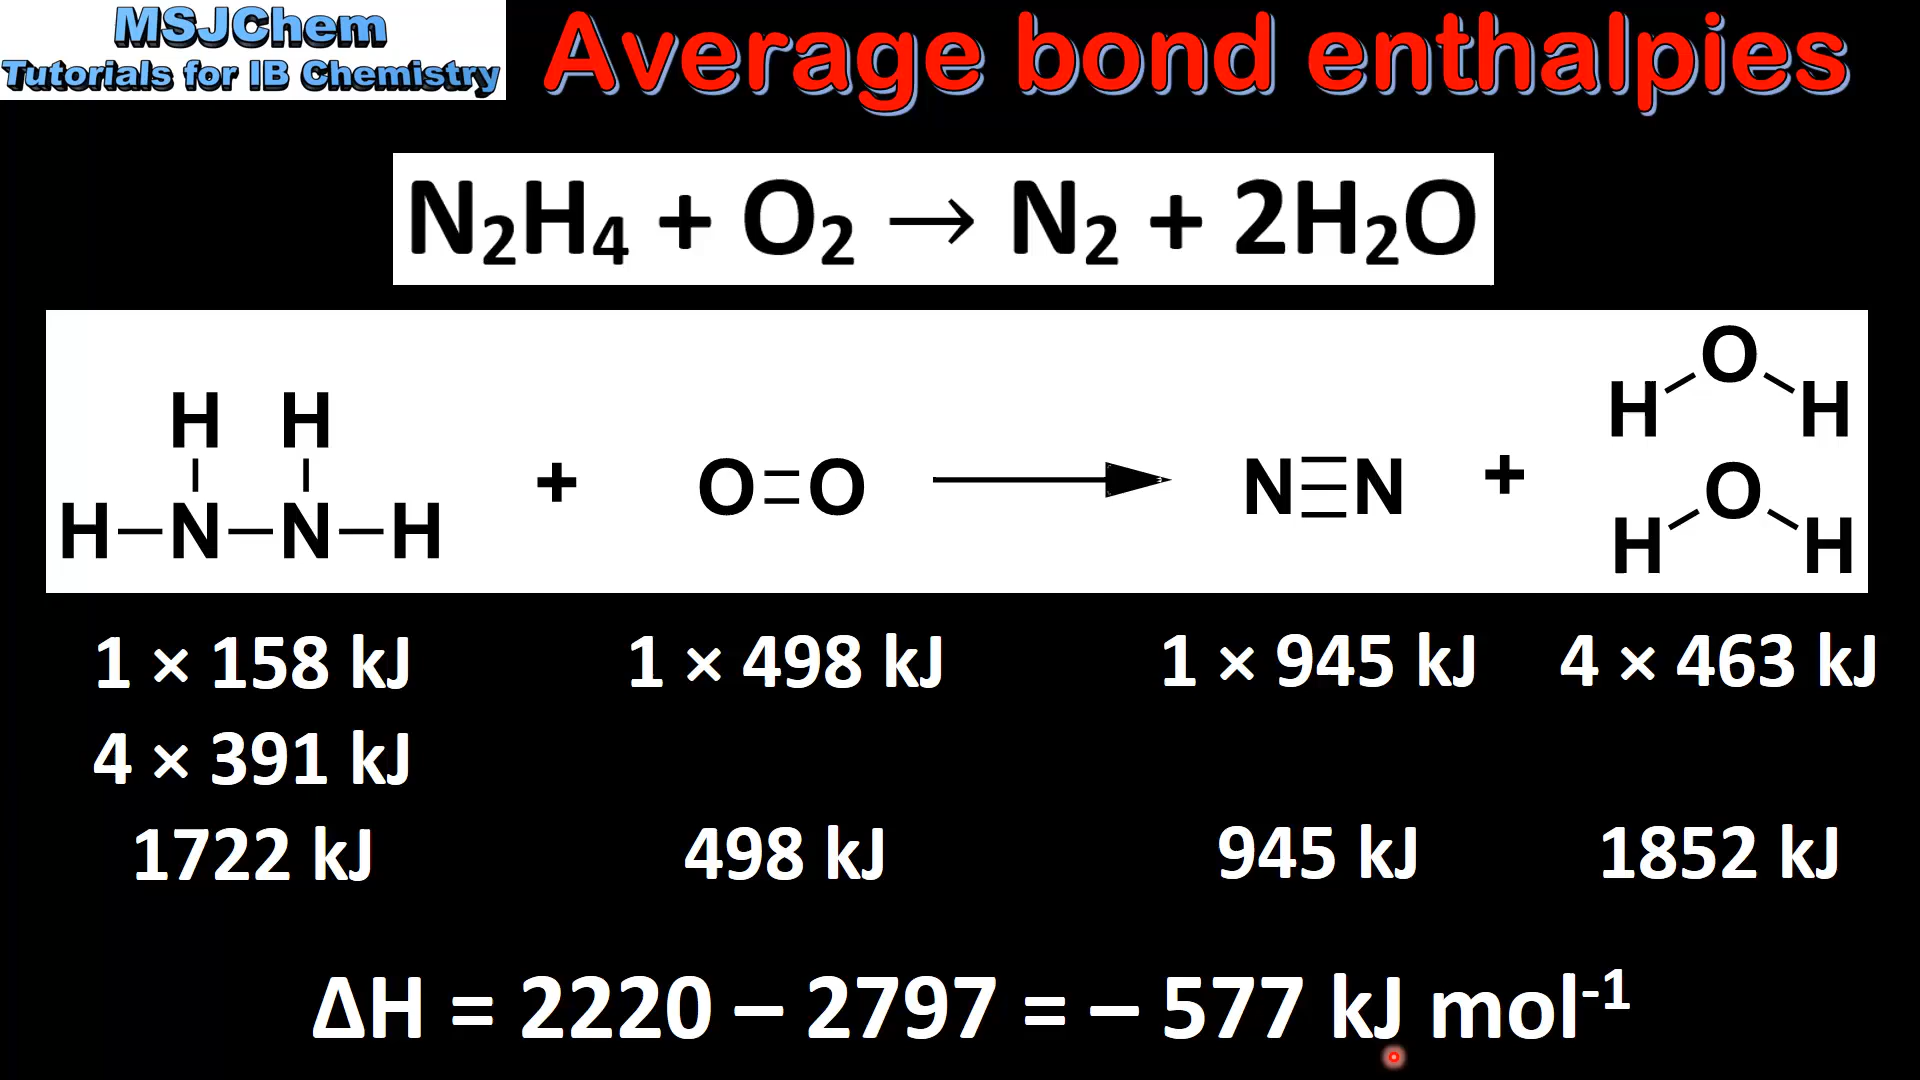 MSJChem
Tutorials for IB Chemistry
Average bond enthalpies
N₂H₄ + O₂ → N₂ + 2H₂O
H H O
H H
H—N—N—H + O=O → N≡N + O
H H
1 × 158 kJ 1 × 498 kJ 1 × 945 kJ 4 × 463 kJ
4 × 391 kJ
1722 kJ 498 kJ 945 kJ 1852 kJ
ΔH = 2220 – 2797 = – 577 kJ mol⁻¹